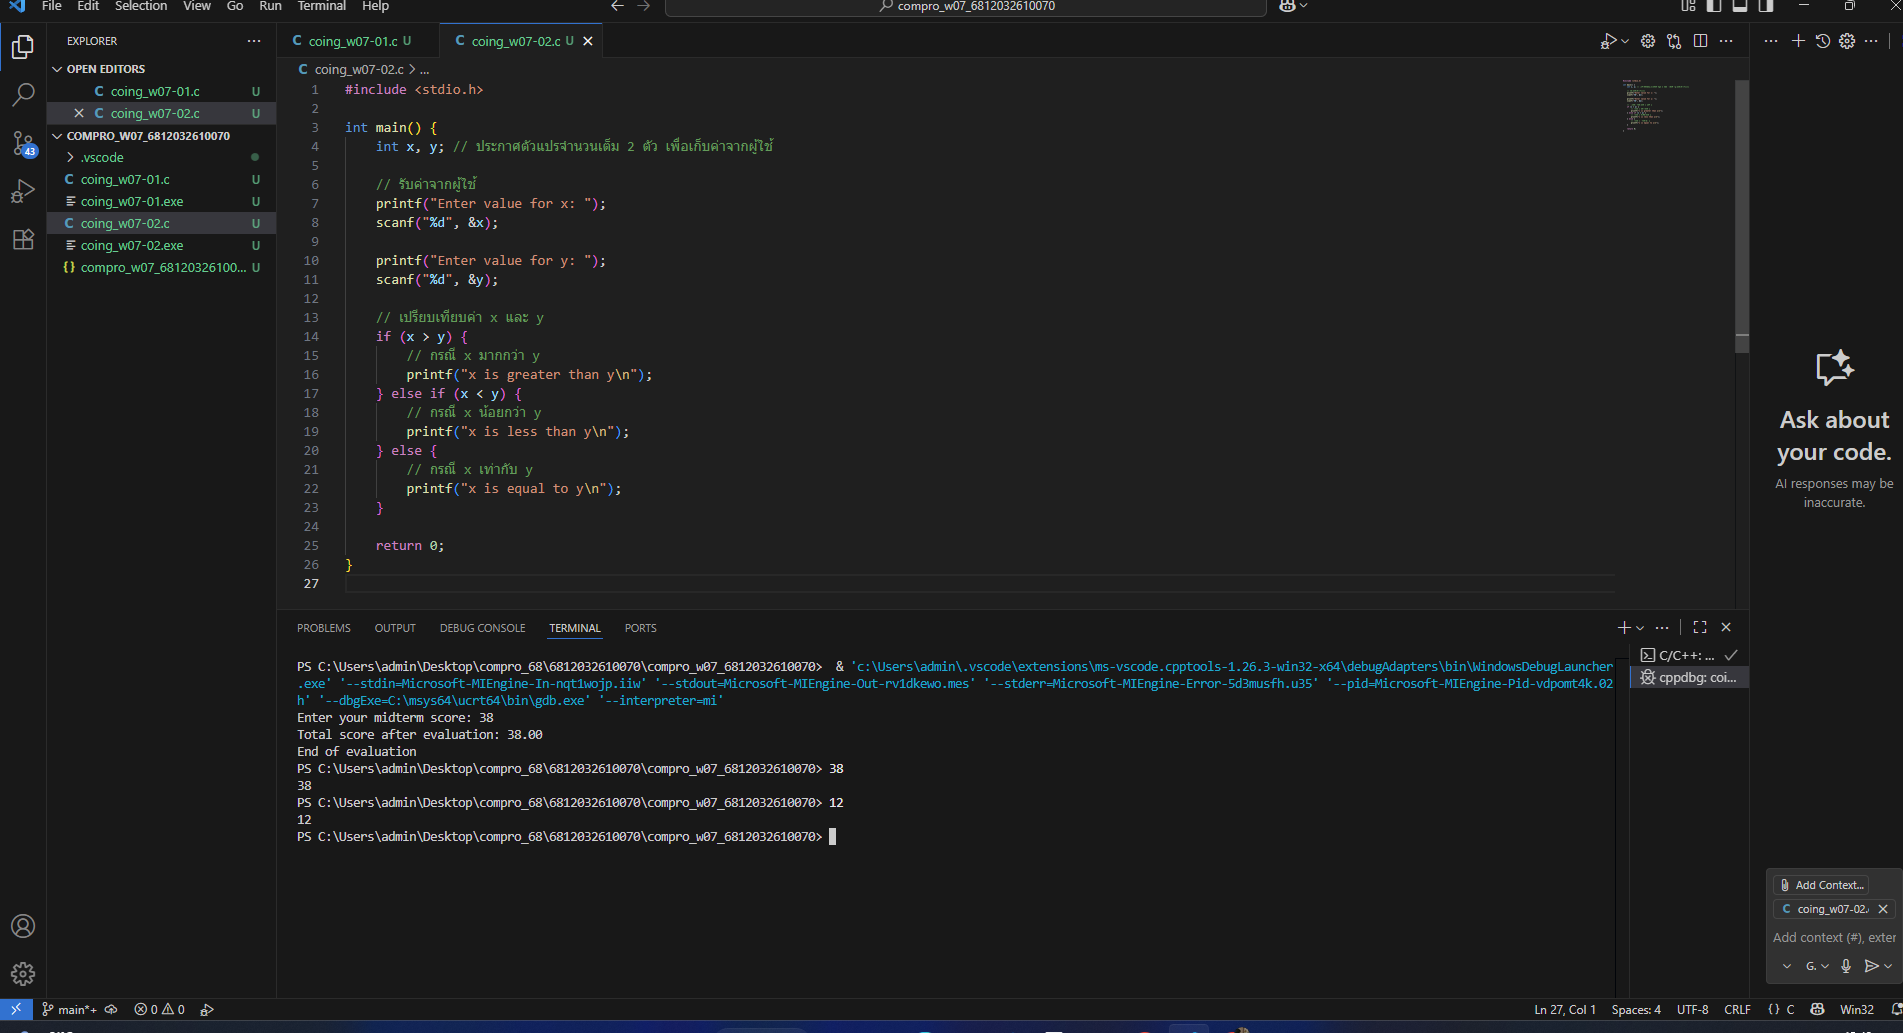 File Edit Selection View Go Run Terminal Help
compro_w07_6812032610070
EXPLORER
OPEN EDITORS
C coing_w07-01.c U
C coing_w07-02.c U
COMPRO_W07_6812032610070
.vscode
C coing_w07-01.c U
coing_w07-01.exe U
C coing_w07-02.c U
coing_w07-02.exe U
{} compro_w07_68120326100... U
43
C coing_w07-01.c U
C coing_w07-02.c U
C coing_w07-02.c > ...
1 #include <stdio.h>
2
3 int main() {
4 int x, y; // ประกาศตัวแปรจำนวนเต็ม 2 ตัว เพื่อเก็บค่าจากผู้ใช้
5
6 // รับค่าจากผู้ใช้
7 printf("Enter value for x: ");
8 scanf("%d", &x);
9
10 printf("Enter value for y: ");
11 scanf("%d", &y);
12
13 // เปรียบเทียบค่า x และ y
14 if (x > y) {
15 // กรณี x มากกว่า y
16 printf("x is greater than y\n");
17 } else if (x < y) {
18 // กรณี x น้อยกว่า y
19 printf("x is less than y\n");
20 } else {
21 // กรณี x เท่ากับ y
22 printf("x is equal to y\n");
23 }
24
25 return 0;
26 }
27
PROBLEMS OUTPUT DEBUG CONSOLE TERMINAL PORTS
PS C:\Users\admin\Desktop\compro_68\6812032610070\compro_w07_6812032610070> & 'c:\Users\admin\.vscode\extensions\ms-vscode.cpptools-1.26.3-win32-x64\debugAdapters\bin\WindowsDebugLauncher
.exe' '--stdin=Microsoft-MIEngine-In-nqt1wojp.iiw' '--stdout=Microsoft-MIEngine-Out-rv1dkewo.mes' '--stderr=Microsoft-MIEngine-Error-5d3musfh.u35' '--pid=Microsoft-MIEngine-Pid-vdpomt4k.02
h' '--dbgExe=C:\msys64\ucrt64\bin\gdb.exe' '--interpreter=mi'
Enter your midterm score: 38
Total score after evaluation: 38.00
End of evaluation
PS C:\Users\admin\Desktop\compro_68\6812032610070\compro_w07_6812032610070> 38
38
PS C:\Users\admin\Desktop\compro_68\6812032610070\compro_w07_6812032610070> 12
12
PS C:\Users\admin\Desktop\compro_68\6812032610070\compro_w07_6812032610070>
C/C++: ...
cppdbg: coi...
Ask about
your code.
AI responses may be
inaccurate.
Add Context...
C coing_w07-02.
Add context (#), exter
G.
main*+ 0 0
Ln 27, Col 1 Spaces: 4 UTF-8 CRLF {} C Win32